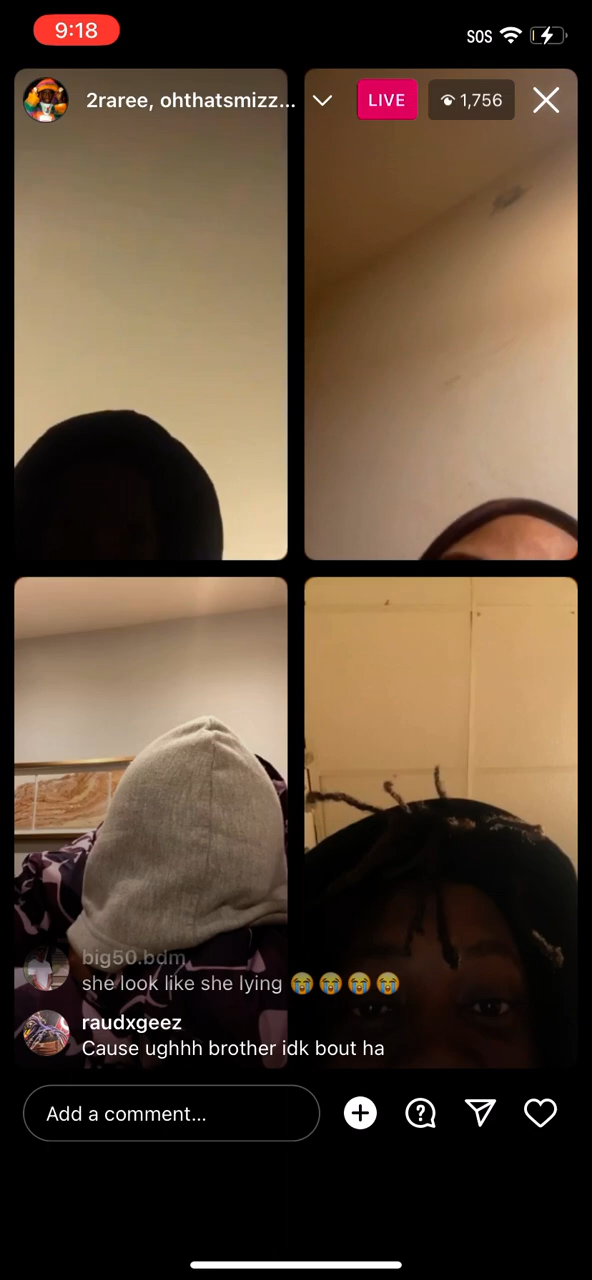 9:18
SOS
2raree, ohthatsmizz...
LIVE
1,756
big50.bdm
she look like she lying 😭😭😭😭
raudxgeez
Cause ughhh brother idk bout ha
Add a comment...